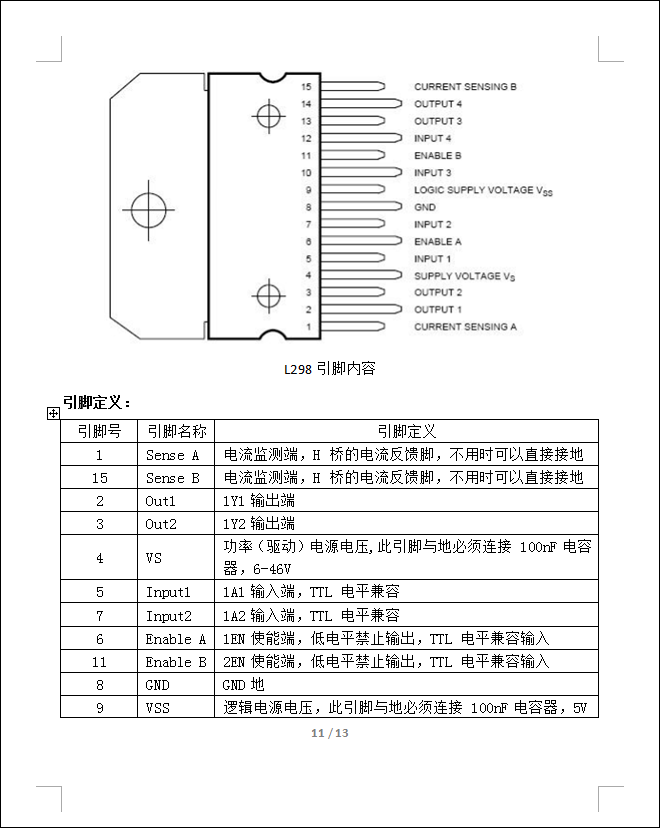 15 CURRENT SENSING B
14 OUTPUT 4
13 OUTPUT 3
12 INPUT 4
11 ENABLE B
10 INPUT 3
9 LOGIC SUPPLY VOLTAGE VSS
8 GND
7 INPUT 2
6 ENABLE A
5 INPUT 1
4 SUPPLY VOLTAGE VS
3 OUTPUT 2
2 OUTPUT 1
1 CURRENT SENSING A
L298 引脚内容
引脚定义：
引脚号 引脚名称 引脚定义
1 Sense A 电流监测端，H 桥的电流反馈脚，不用时可以直接接地
15 Sense B 电流监测端，H 桥的电流反馈脚，不用时可以直接接地
2 Out1 1Y1 输出端
3 Out2 1Y2 输出端
4 VS 功率（驱动）电源电压,此引脚与地必须连接 100nF 电容
器，6-46V
5 Input1 1A1 输入端，TTL 电平兼容
7 Input2 1A2 输入端，TTL 电平兼容
6 Enable A 1EN 使能端，低电平禁止输出，TTL 电平兼容输入
11 Enable B 2EN 使能端，低电平禁止输出，TTL 电平兼容输入
8 GND GND 地
9 VSS 逻辑电源电压，此引脚与地必须连接 100nF 电容器，5V
11 / 13